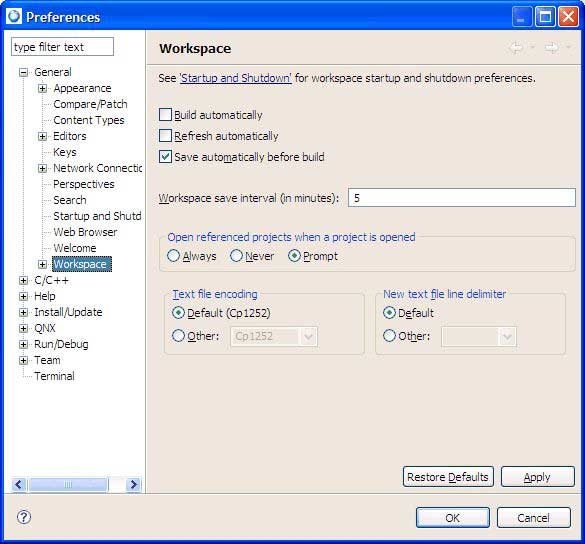 Preferences
type filter text
General
Appearance
Compare/Patch
Content Types
Editors
Keys
Network Connectic
Perspectives
Search
Startup and Shutd
Web Browser
Welcome
Workspace
C/C++
Help
Install/Update
QNX
Run/Debug
Team
Terminal
Workspace
See 'Startup and Shutdown' for workspace startup and shutdown preferences.
Build automatically
Refresh automatically
Save automatically before build
Workspace save interval (in minutes): 5
Open referenced projects when a project is opened
Always Never Prompt
Text file encoding
Default (Cp1252)
Other: Cp1252
New text file line delimiter
Default
Other:
Restore Defaults Apply
? OK Cancel